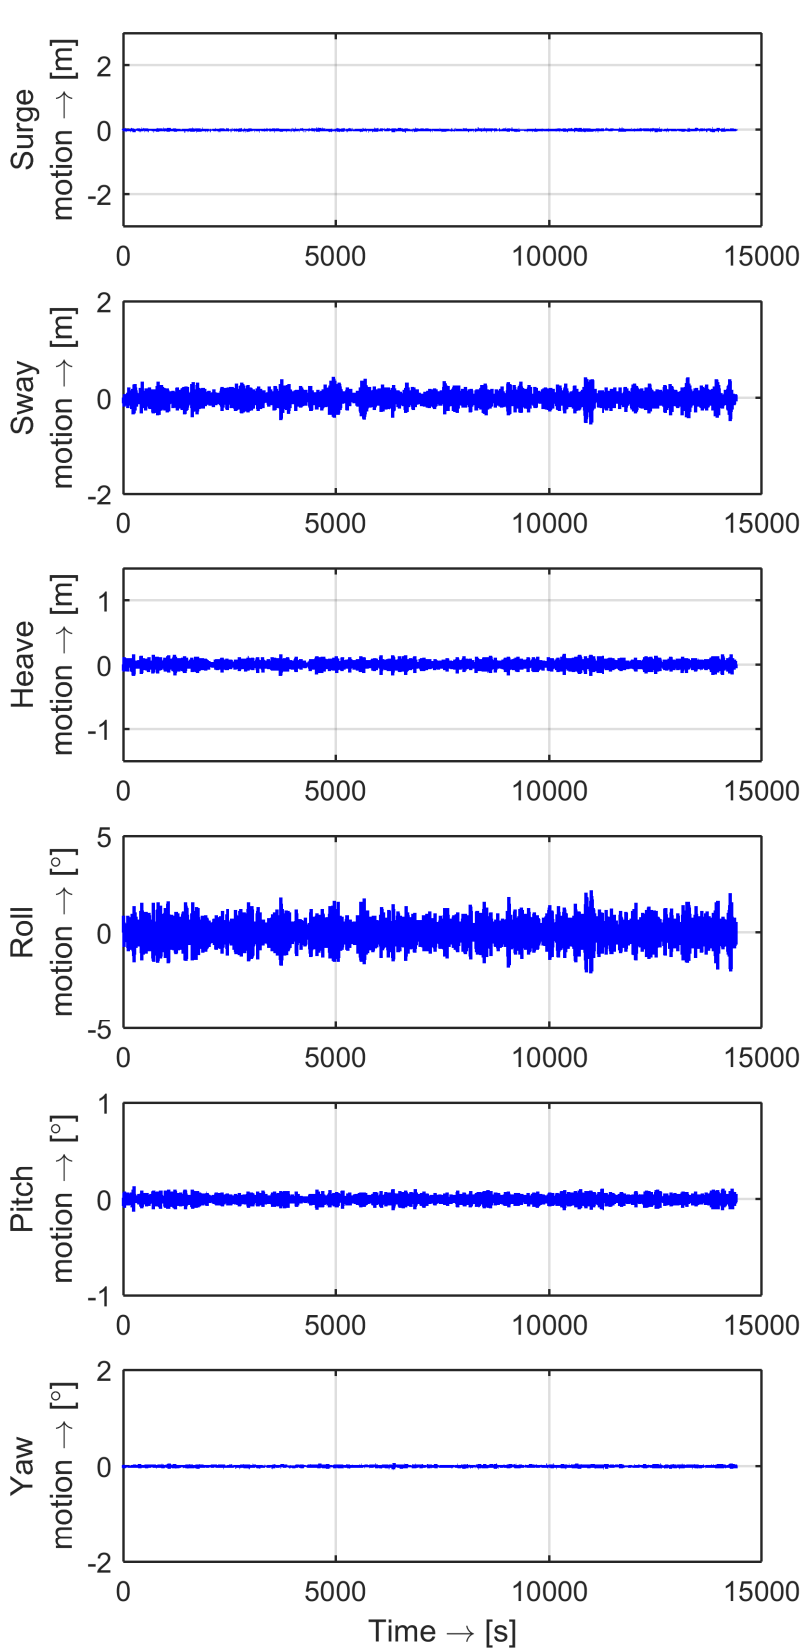 Surge
motion → [m]
2
0
-2
0 5000 10000 15000
Sway
motion → [m]
2
0
-2
0 5000 10000 15000
Heave
motion → [m]
1
0
-1
0 5000 10000 15000
Roll
motion → [°]
5
0
-5
0 5000 10000 15000
Pitch
motion → [°]
1
0
-1
0 5000 10000 15000
Yaw
motion → [°]
2
0
-2
0 5000 10000 15000
Time → [s]